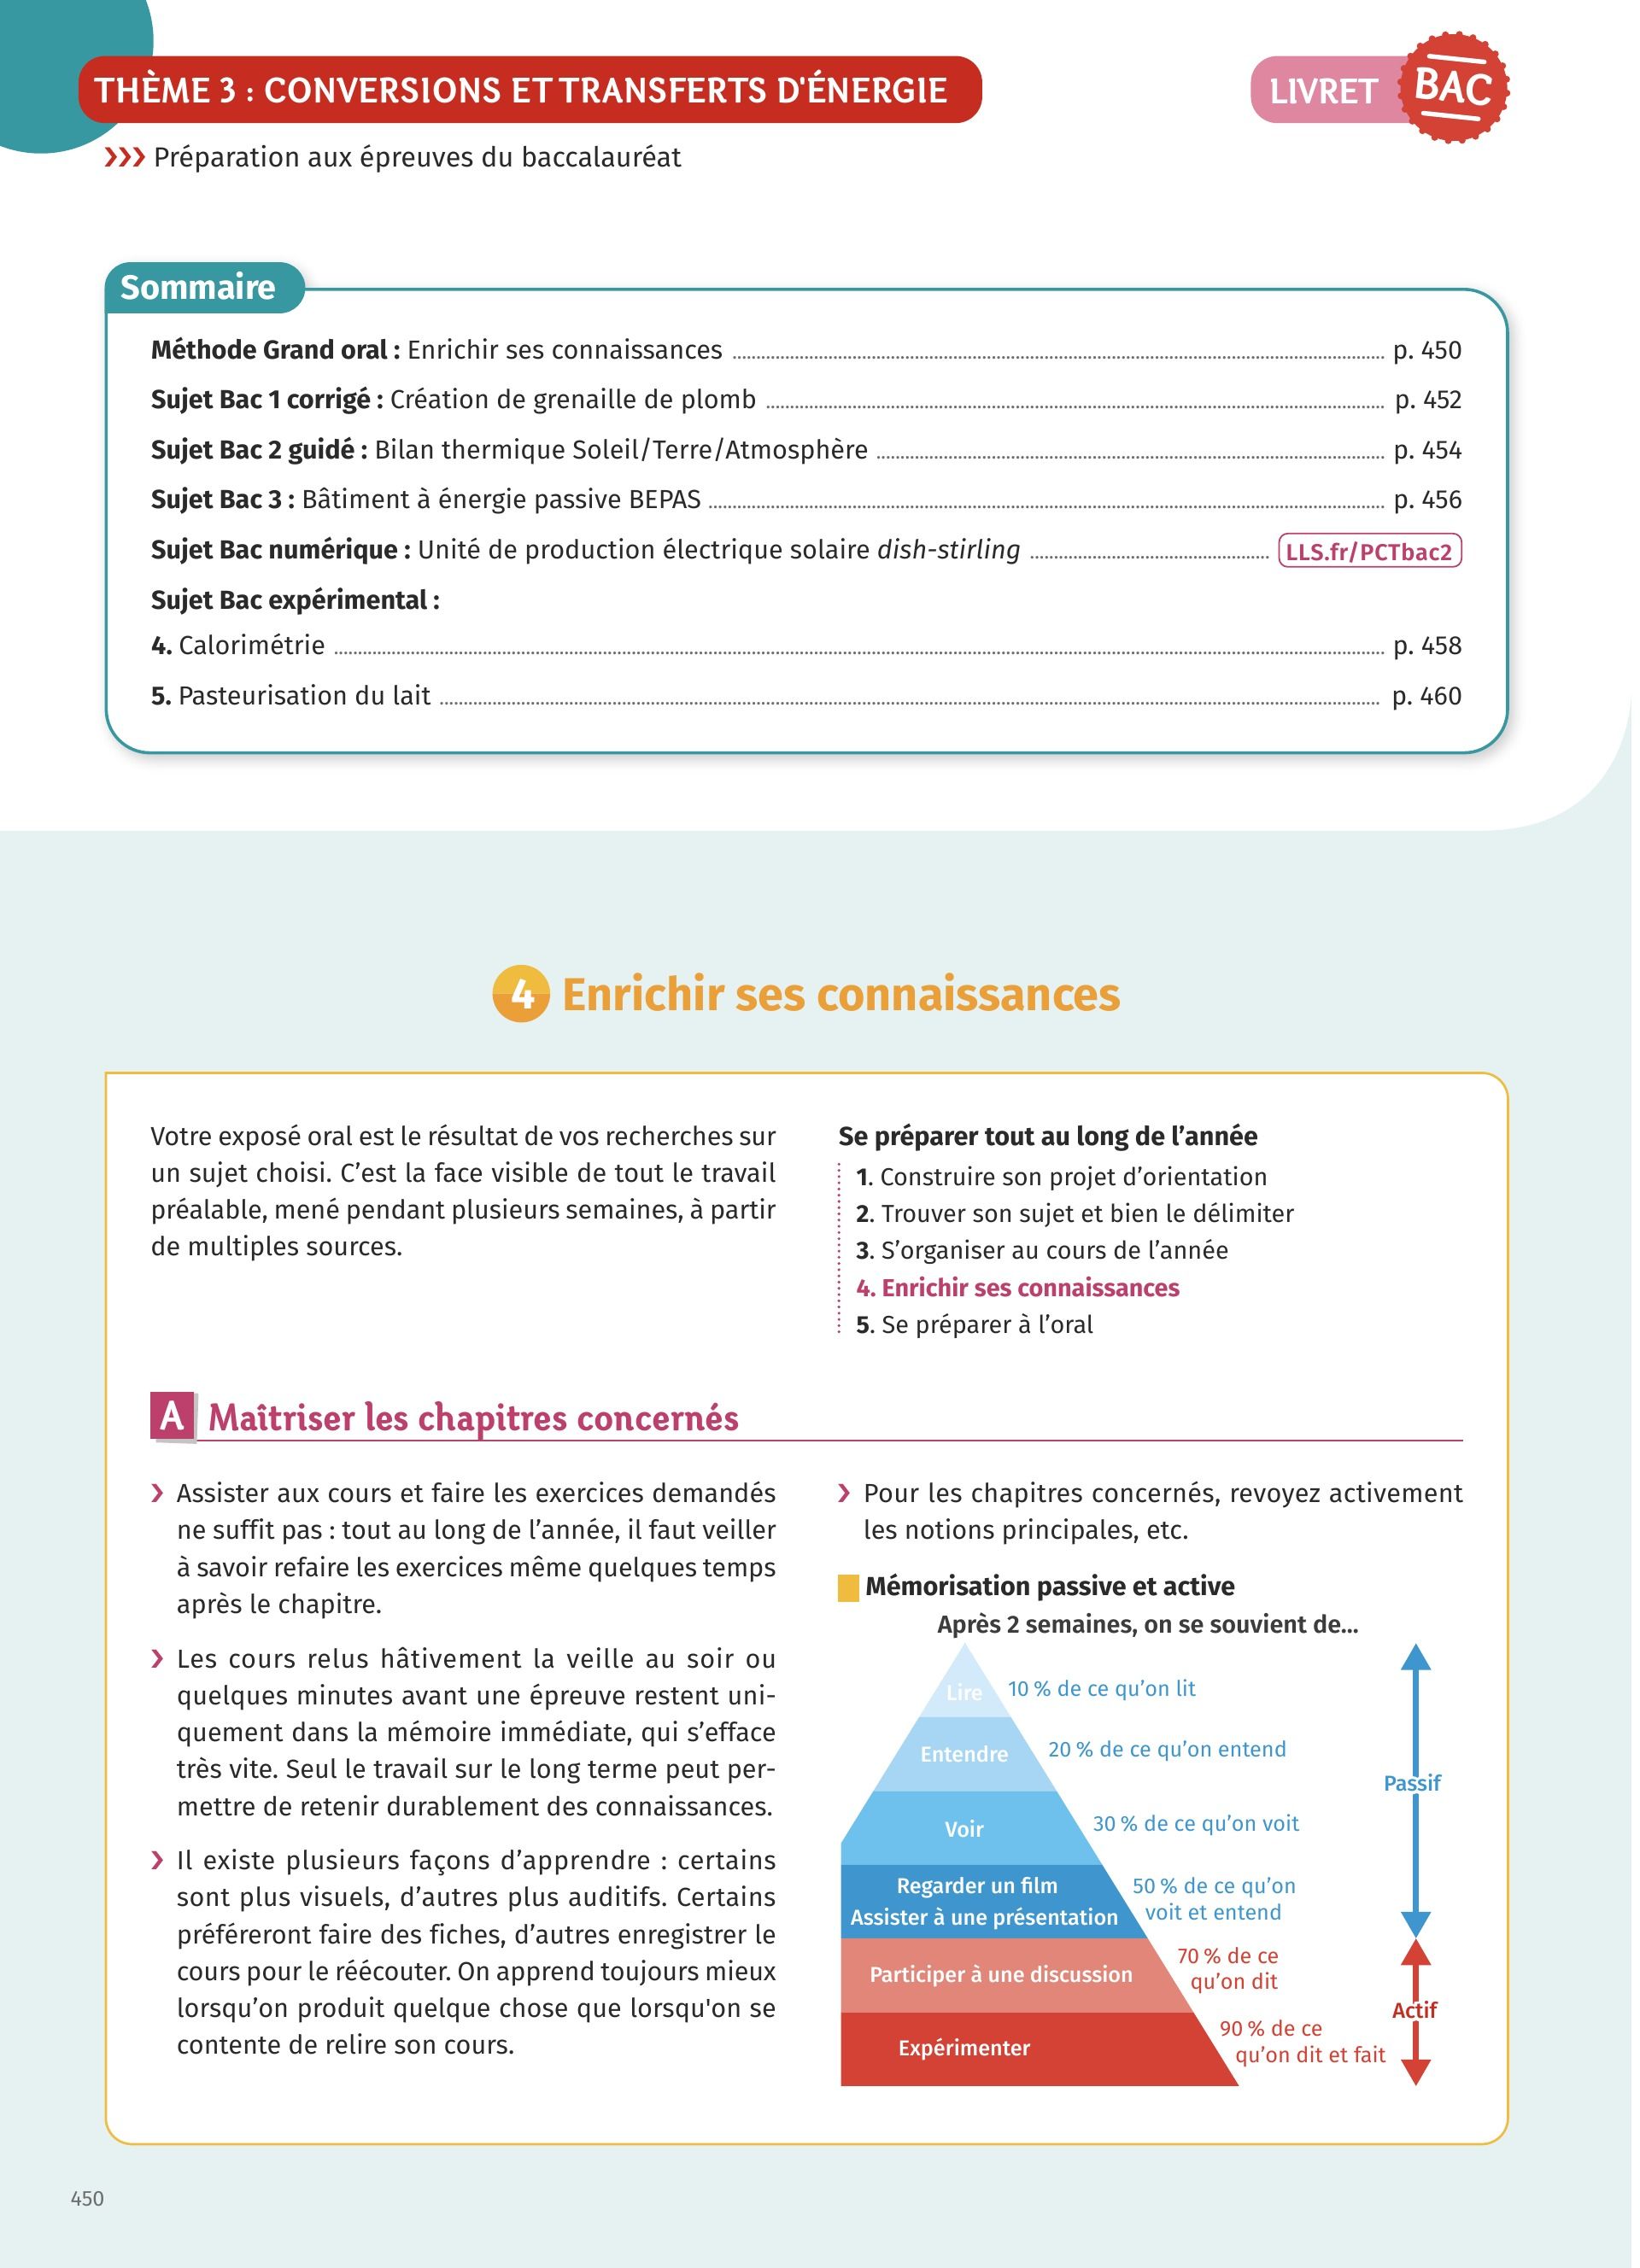 THÈME 3 : CONVERSIONS ET TRANSFERTS D'ÉNERGIE
LIVRET BAC
Préparation aux épreuves du baccalauréat
Sommaire
Méthode Grand oral : Enrichir ses connaissances p. 450
Sujet Bac 1 corrigé : Création de grenaille de plomb p. 452
Sujet Bac 2 guidé : Bilan thermique Soleil/Terre/Atmosphère p. 454
Sujet Bac 3 : Bâtiment à énergie passive BEPAS p. 456
Sujet Bac numérique : Unité de production électrique solaire dish-stirling LLS.fr/PCTbac2
Sujet Bac expérimental :
4. Calorimétrie p. 458
5. Pasteurisation du lait p. 460
4 Enrichir ses connaissances
Votre exposé oral est le résultat de vos recherches sur
un sujet choisi. C’est la face visible de tout le travail
préalable, mené pendant plusieurs semaines, à partir
de multiples sources.
Se préparer tout au long de l’année
1. Construire son projet d’orientation
2. Trouver son sujet et bien le délimiter
3. S’organiser au cours de l’année
4. Enrichir ses connaissances
5. Se préparer à l’oral
A Maîtriser les chapitres concernés
Assister aux cours et faire les exercices demandés
ne suffit pas : tout au long de l’année, il faut veiller
à savoir refaire les exercices même quelques temps
après le chapitre.
Les cours relus hâtivement la veille au soir ou
quelques minutes avant une épreuve restent uni-
quement dans la mémoire immédiate, qui s’efface
très vite. Seul le travail sur le long terme peut per-
mettre de retenir durablement des connaissances.
Il existe plusieurs façons d’apprendre : certains
sont plus visuels, d’autres plus auditifs. Certains
préféreront faire des fiches, d’autres enregistrer le
cours pour le réécouter. On apprend toujours mieux
lorsqu’on produit quelque chose que lorsqu'on se
contente de relire son cours.
Pour les chapitres concernés, revoyez activement
les notions principales, etc.
Mémorisation passive et active
Après 2 semaines, on se souvient de...
Lire
10 % de ce qu’on lit
Entendre
20 % de ce qu’on entend
Passif
Voir
30 % de ce qu’on voit
Regarder un film
Assister à une présentation
50 % de ce qu’on
voit et entend
Participer à une discussion
70 % de ce
qu’on dit
Actif
Expérimenter
90 % de ce
qu’on dit et fait
450